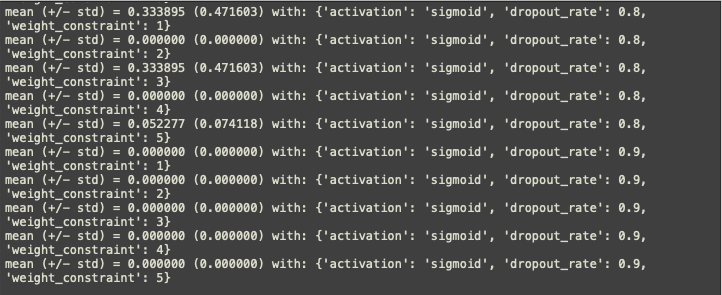 mean (+/- std) = 0.333895 (0.471603) with: {'activation': 'sigmoid', 'dropout_rate': 0.8,
'weight_constraint': 1}
mean (+/- std) = 0.000000 (0.000000) with: {'activation': 'sigmoid', 'dropout_rate': 0.8,
'weight_constraint': 2}
mean (+/- std) = 0.333895 (0.471603) with: {'activation': 'sigmoid', 'dropout_rate': 0.8,
'weight_constraint': 3}
mean (+/- std) = 0.000000 (0.000000) with: {'activation': 'sigmoid', 'dropout_rate': 0.8,
'weight_constraint': 4}
mean (+/- std) = 0.052277 (0.074118) with: {'activation': 'sigmoid', 'dropout_rate': 0.8,
'weight_constraint': 5}
mean (+/- std) = 0.000000 (0.000000) with: {'activation': 'sigmoid', 'dropout_rate': 0.9,
'weight_constraint': 1}
mean (+/- std) = 0.000000 (0.000000) with: {'activation': 'sigmoid', 'dropout_rate': 0.9,
'weight_constraint': 2}
mean (+/- std) = 0.000000 (0.000000) with: {'activation': 'sigmoid', 'dropout_rate': 0.9,
'weight_constraint': 3}
mean (+/- std) = 0.000000 (0.000000) with: {'activation': 'sigmoid', 'dropout_rate': 0.9,
'weight_constraint': 4}
mean (+/- std) = 0.000000 (0.000000) with: {'activation': 'sigmoid', 'dropout_rate': 0.9,
'weight_constraint': 5}